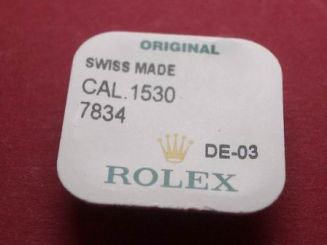 ORIGINAL
SWISS MADE
CAL.1530
7834
DE-03
ROLEX